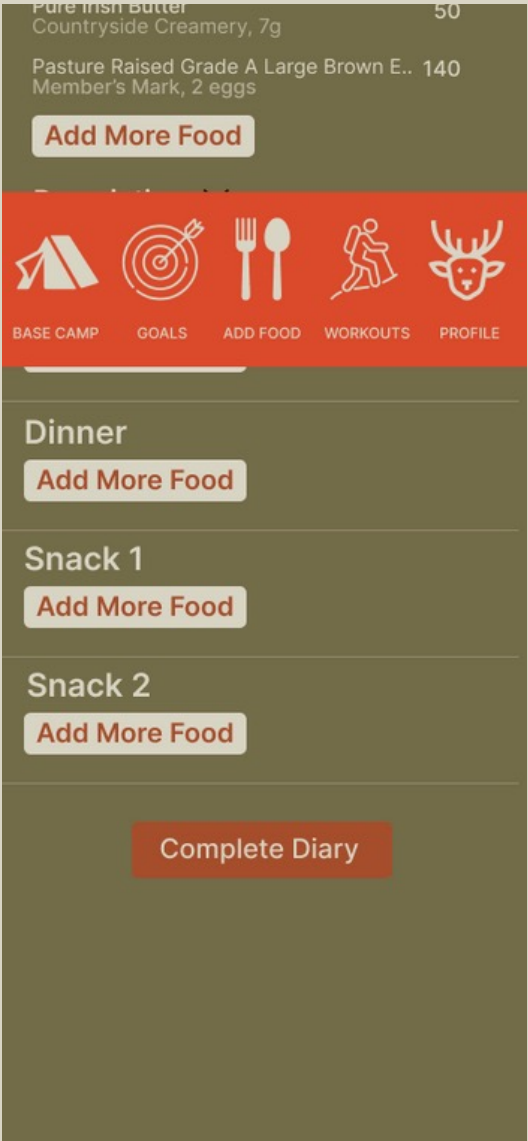 Pure Irish Butter 50
Countryside Creamery, 7g
Pasture Raised Grade A Large Brown E.. 140
Member's Mark, 2 eggs
Add More Food
BASE CAMP GOALS ADD FOOD WORKOUTS PROFILE
Dinner
Add More Food
Snack 1
Add More Food
Snack 2
Add More Food
Complete Diary